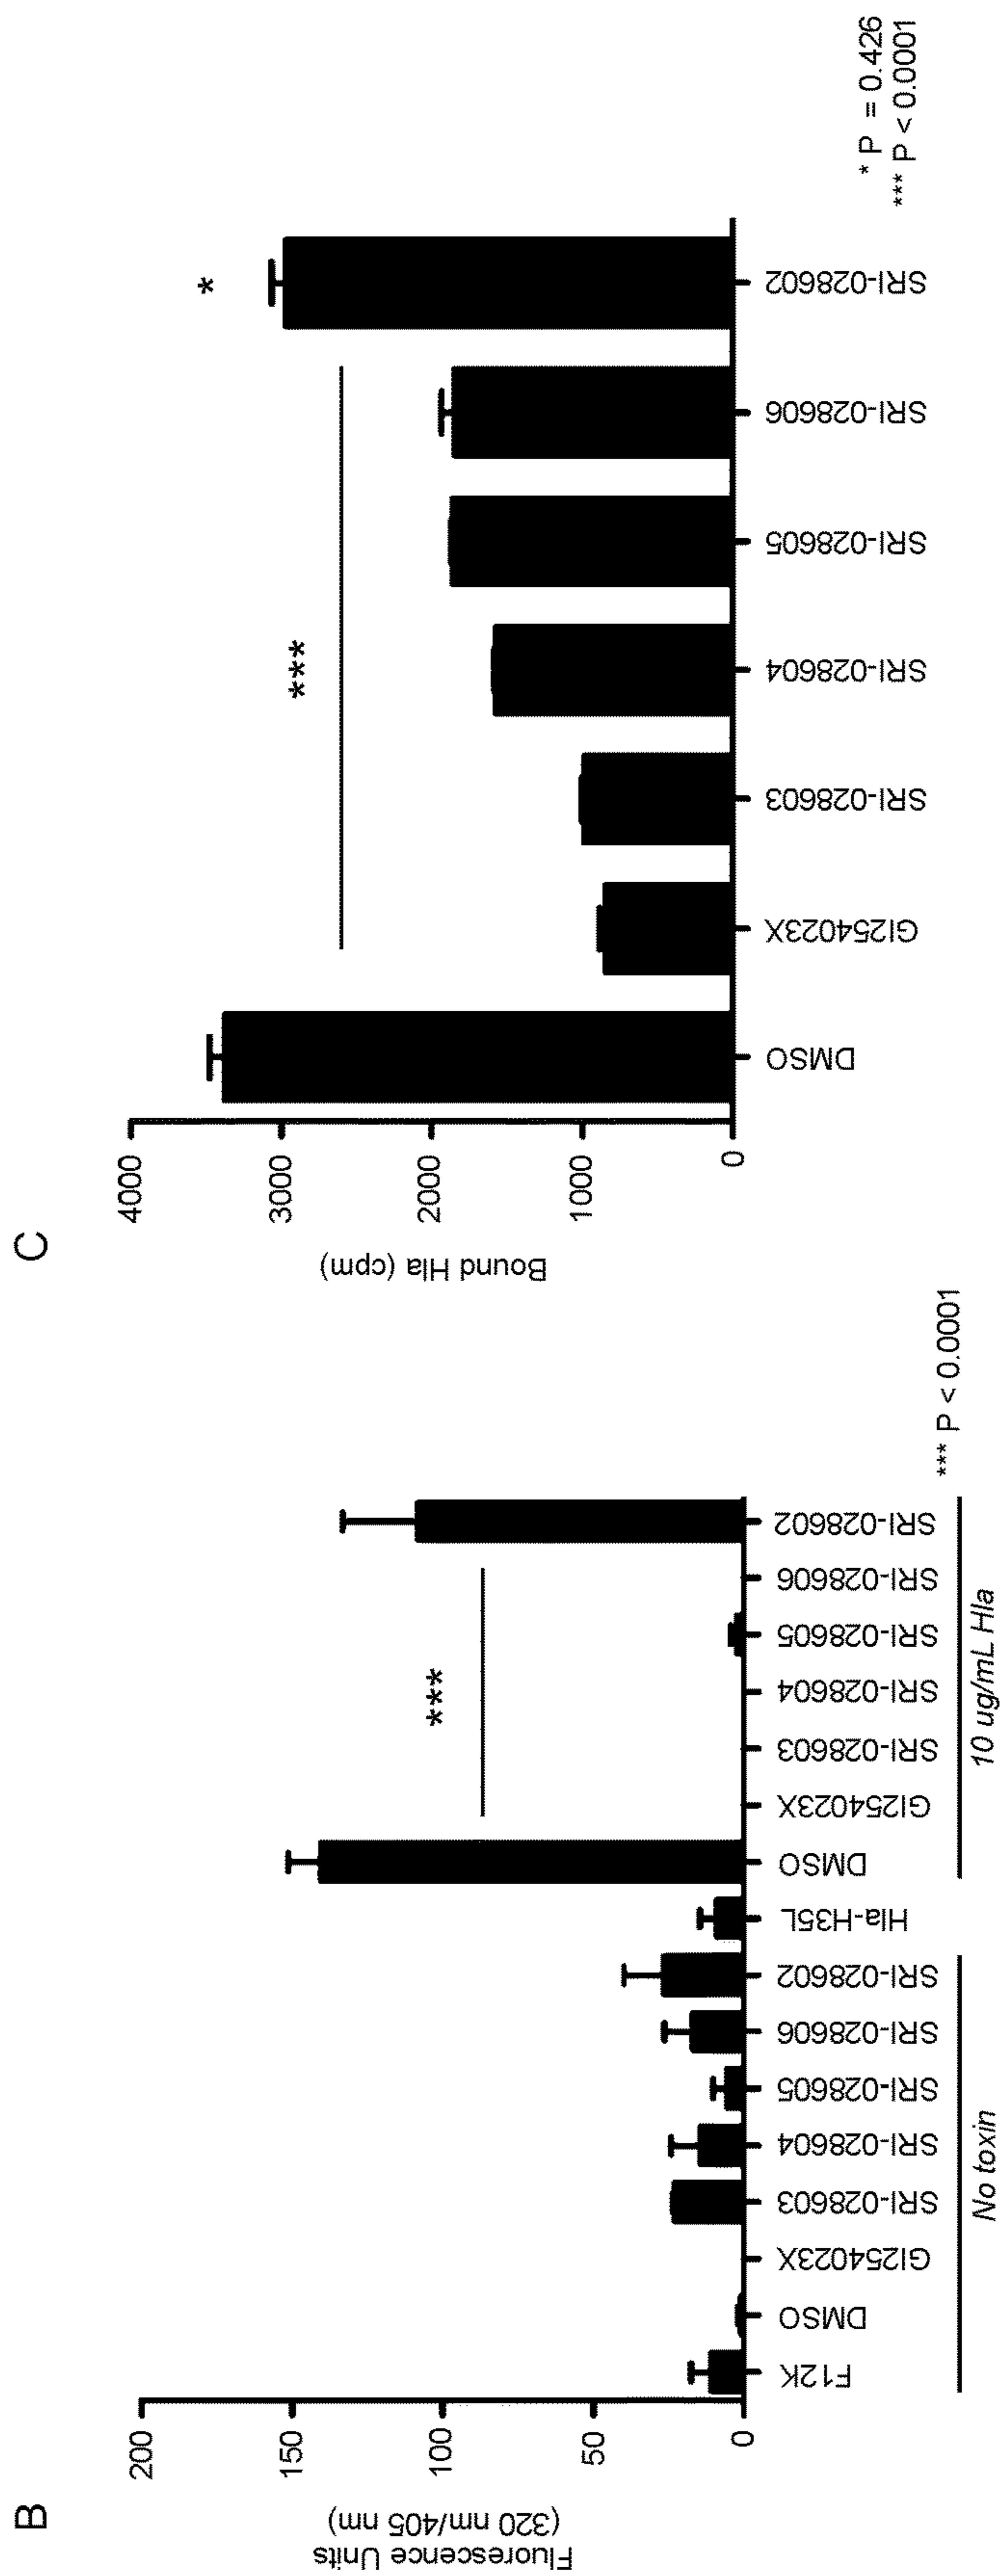 B
Fluorescence Units
(320 nm/405 nm)
200
150
100
50
0
***
F12K
DMSO
GI254023X
SRI-028603
SRI-028604
SRI-028605
SRI-028606
SRI-028602
Hla-H35L
DMSO
GI254023X
SRI-028603
SRI-028604
SRI-028605
SRI-028606
SRI-028602
No toxin
10 ug/mL Hla
*** P < 0.0001
C
Bound Hla (cpm)
4000
3000
2000
1000
0
***
*
DMSO
GI254023X
SRI-028603
SRI-028604
SRI-028605
SRI-028606
SRI-028602
* P = 0.426
*** P < 0.0001